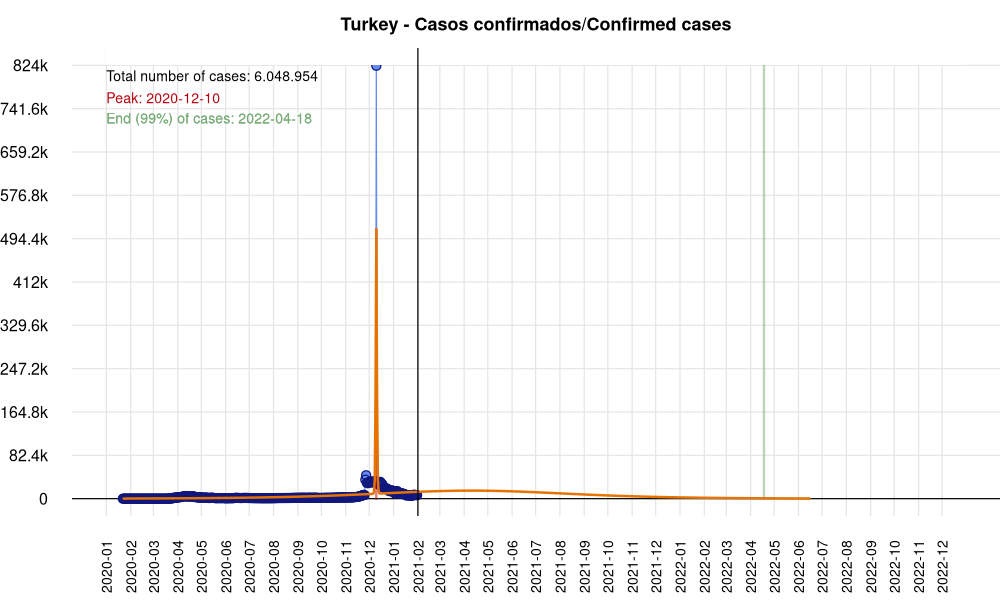 Turkey - Casos confirmados/Confirmed cases
824k
741.6k
659.2k
576.8k
494.4k
412k
329.6k
247.2k
164.8k
82.4k
0
Total number of cases: 6.048.954
Peak: 2020-12-10
End (99%) of cases: 2022-04-18
2020-01
2020-02
2020-03
2020-04
2020-05
2020-06
2020-07
2020-08
2020-09
2020-10
2020-11
2020-12
2021-01
2021-02
2021-03
2021-04
2021-05
2021-06
2021-07
2021-08
2021-09
2021-10
2021-11
2021-12
2022-01
2022-02
2022-03
2022-04
2022-05
2022-06
2022-07
2022-08
2022-09
2022-10
2022-11
2022-12